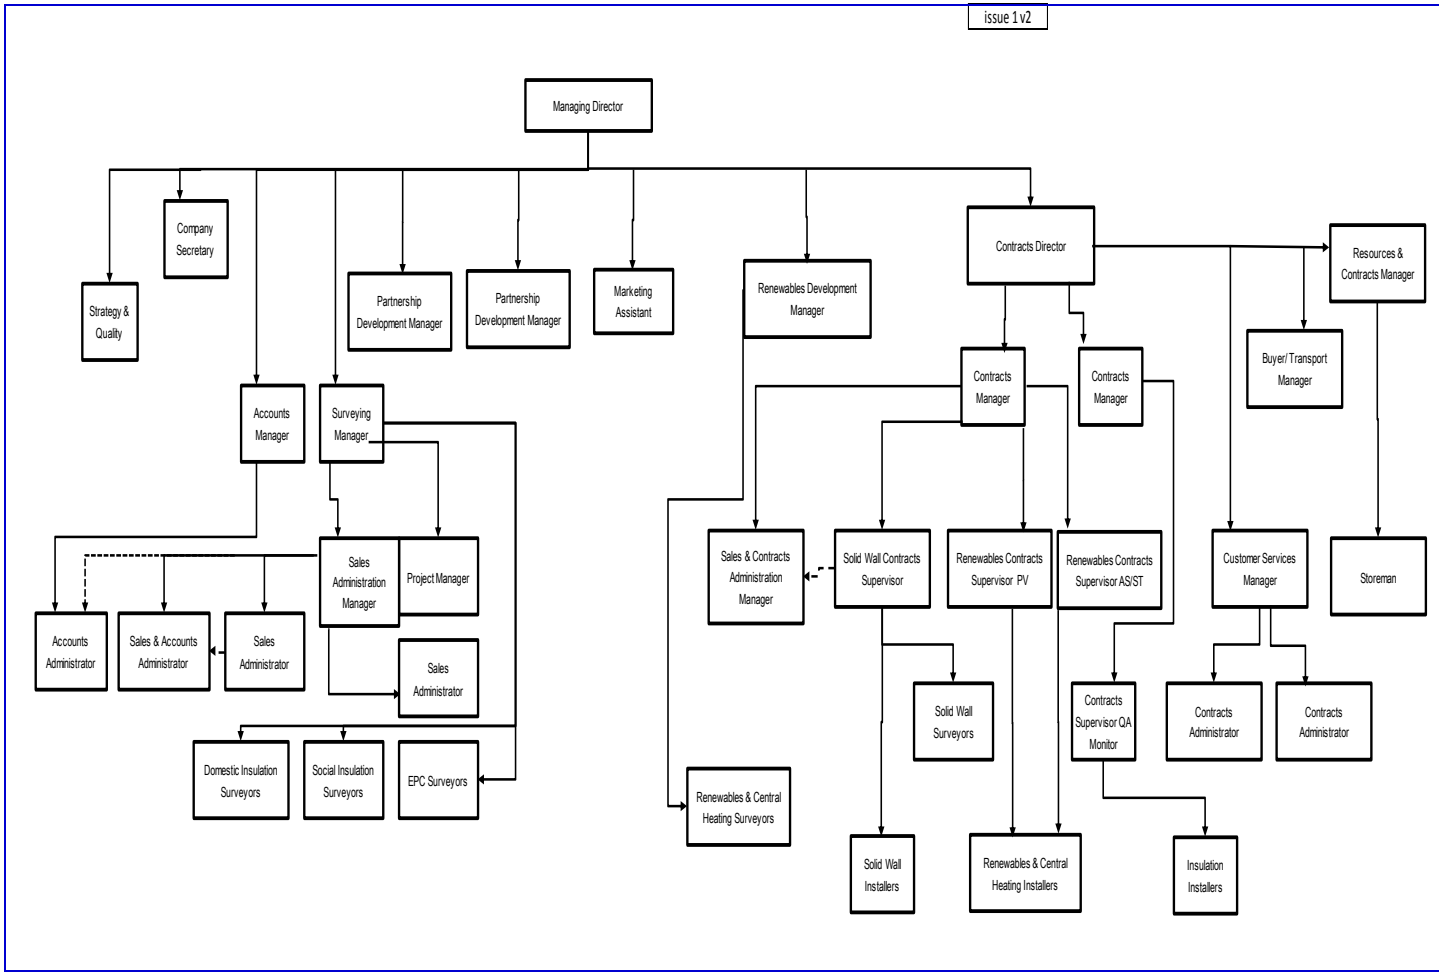 issue 1 v2
Managing Director
Company
Secretary
Contracts Director
Resources &
Contracts Manager
Strategy &
Quality
Partnership
Development Manager
Partnership
Development Manager
Marketing
Assistant
Renewables Development
Manager
Buyer/ Transport
Manager
Contracts
Manager
Contracts
Manager
Accounts
Manager
Surveying
Manager
Sales
Administration
Manager
Project Manager
Sales & Contracts
Administration
Manager
Solid Wall Contracts
Supervisor
Renewables Contracts
Supervisor PV
Renewables Contracts
Supervisor AS/ST
Customer Services
Manager
Storeman
Accounts
Administrator
Sales & Accounts
Administrator
Sales
Administrator
Sales
Administrator
Solid Wall
Surveyors
Contracts
Supervisor QA
Monitor
Contracts
Administrator
Contracts
Administrator
Domestic Insulation
Surveyors
Social Insulation
Surveyors
EPC Surveyors
Renewables & Central
Heating Surveyors
Solid Wall
Installers
Renewables & Central
Heating Installers
Insulation
Installers